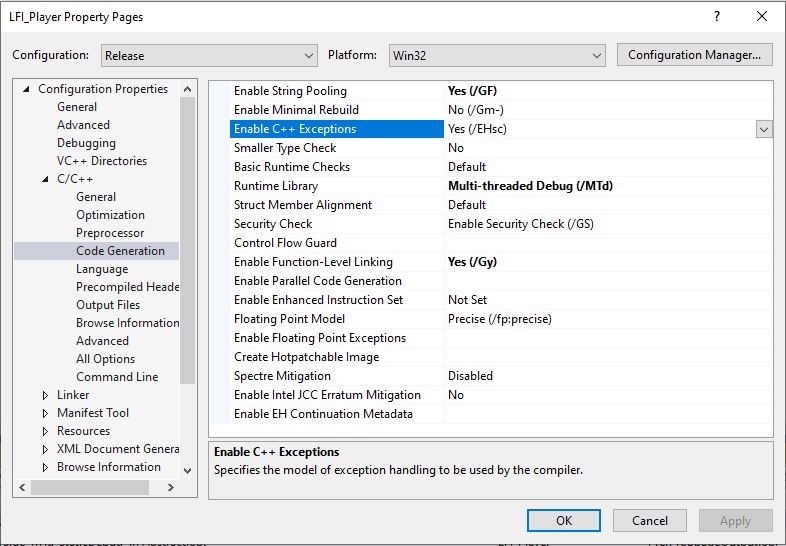 LFI_Player Property Pages
Configuration: Release Platform: Win32 Configuration Manager...
Configuration Properties
General
Advanced
Debugging
VC++ Directories
C/C++
General
Optimization
Preprocessor
Code Generation
Language
Precompiled Heade
Output Files
Browse Information
Advanced
All Options
Command Line
Linker
Manifest Tool
Resources
XML Document Genera
Browse Information
Enable String Pooling Yes (/GF)
Enable Minimal Rebuild No (/Gm-)
Enable C++ Exceptions Yes (/EHsc)
Smaller Type Check No
Basic Runtime Checks Default
Runtime Library Multi-threaded Debug (/MTd)
Struct Member Alignment Default
Security Check Enable Security Check (/GS)
Control Flow Guard
Enable Function-Level Linking Yes (/Gy)
Enable Parallel Code Generation
Enable Enhanced Instruction Set Not Set
Floating Point Model Precise (/fp:precise)
Enable Floating Point Exceptions
Create Hotpatchable Image
Spectre Mitigation Disabled
Enable Intel JCC Erratum Mitigation No
Enable EH Continuation Metadata
Enable C++ Exceptions
Specifies the model of exception handling to be used by the compiler.
OK Cancel Apply